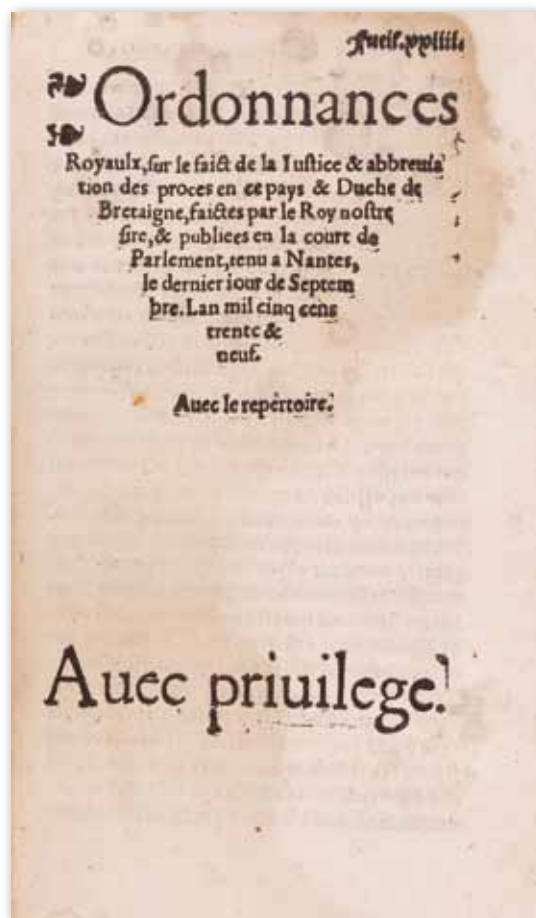 fueil. xxiiii.
Ordonnances
Royaulx, sur le faict de la Iustice & abbreuia
tion des proces en ce pays & Duche de
Bretaigne, faictes par le Roy nostre
sire, & publiees en la court de
Parlement, tenu a Nantes,
le dernier iour de Septem
bre. Lan mil cinq cens
trente &
neuf.
Auec le repertoire.
Auec priuilege.